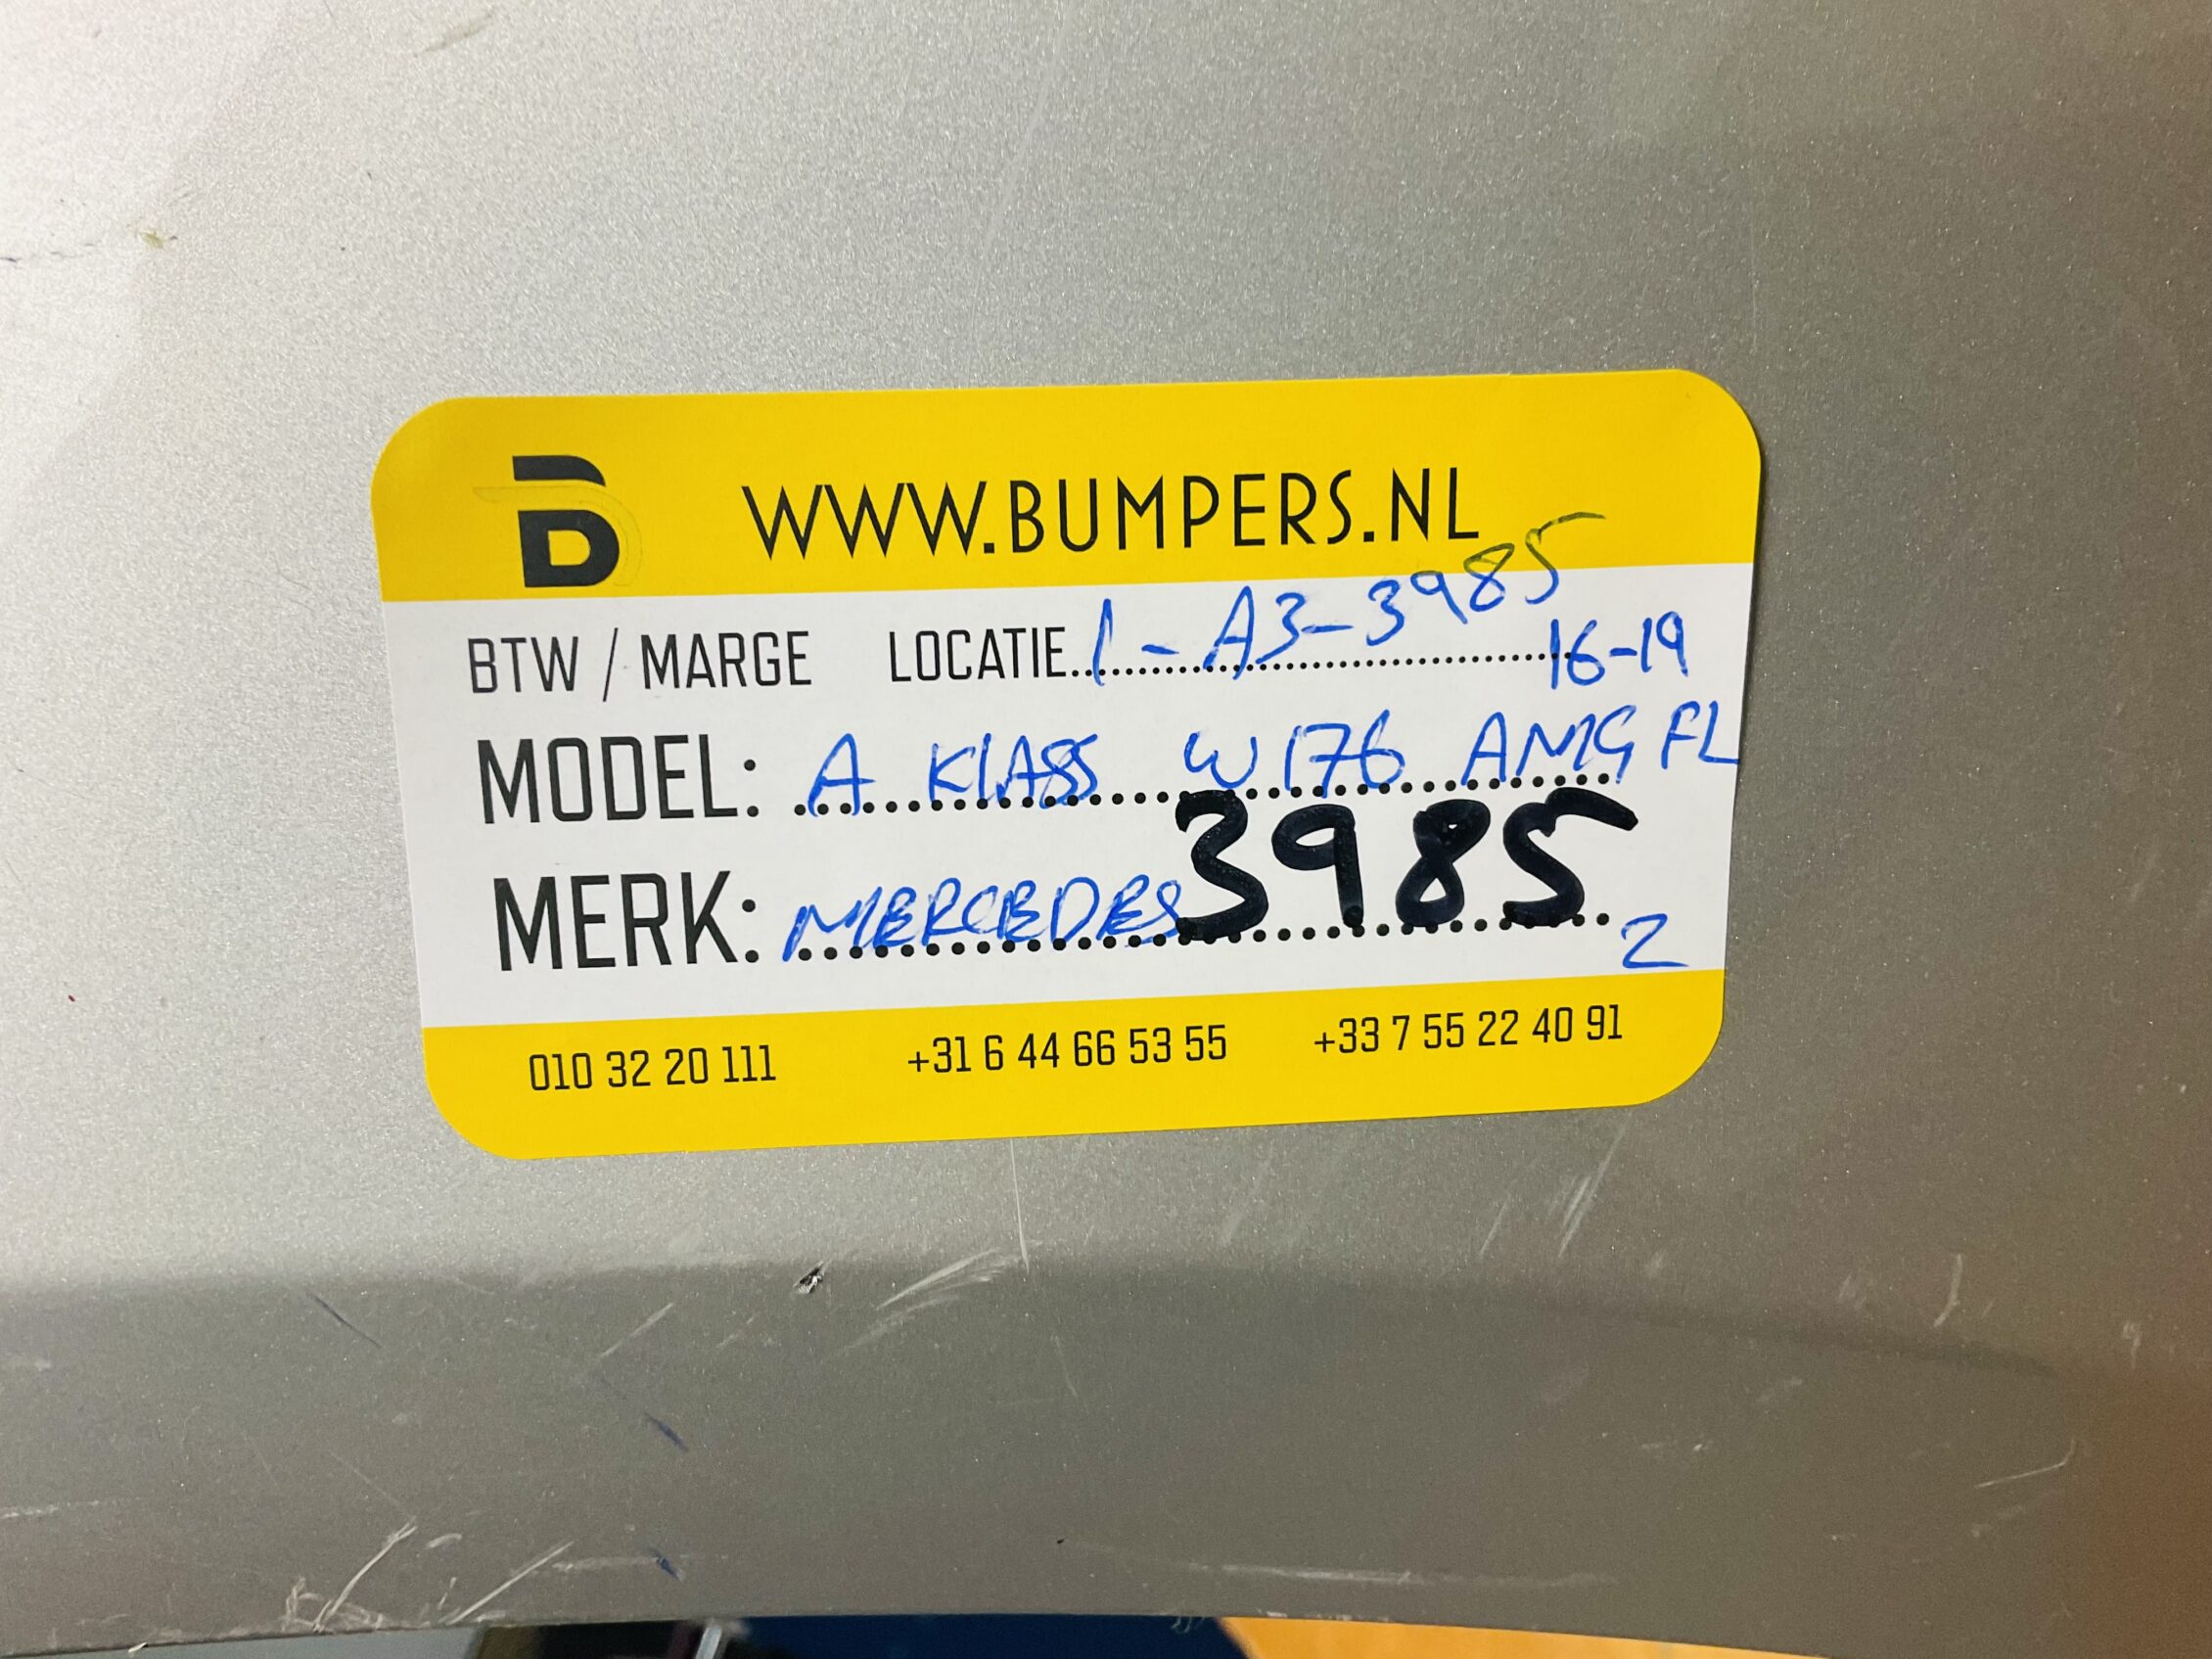 B WWW.BUMPERS.NL
BTW / MARGE LOCATIE 1-A3-3985
16-19
MODEL: A KlASS W176 AMG FL
MERK: MERCEDES 3985
2
010 32 20 111 +31 6 44 66 53 55 +33 7 55 22 40 91